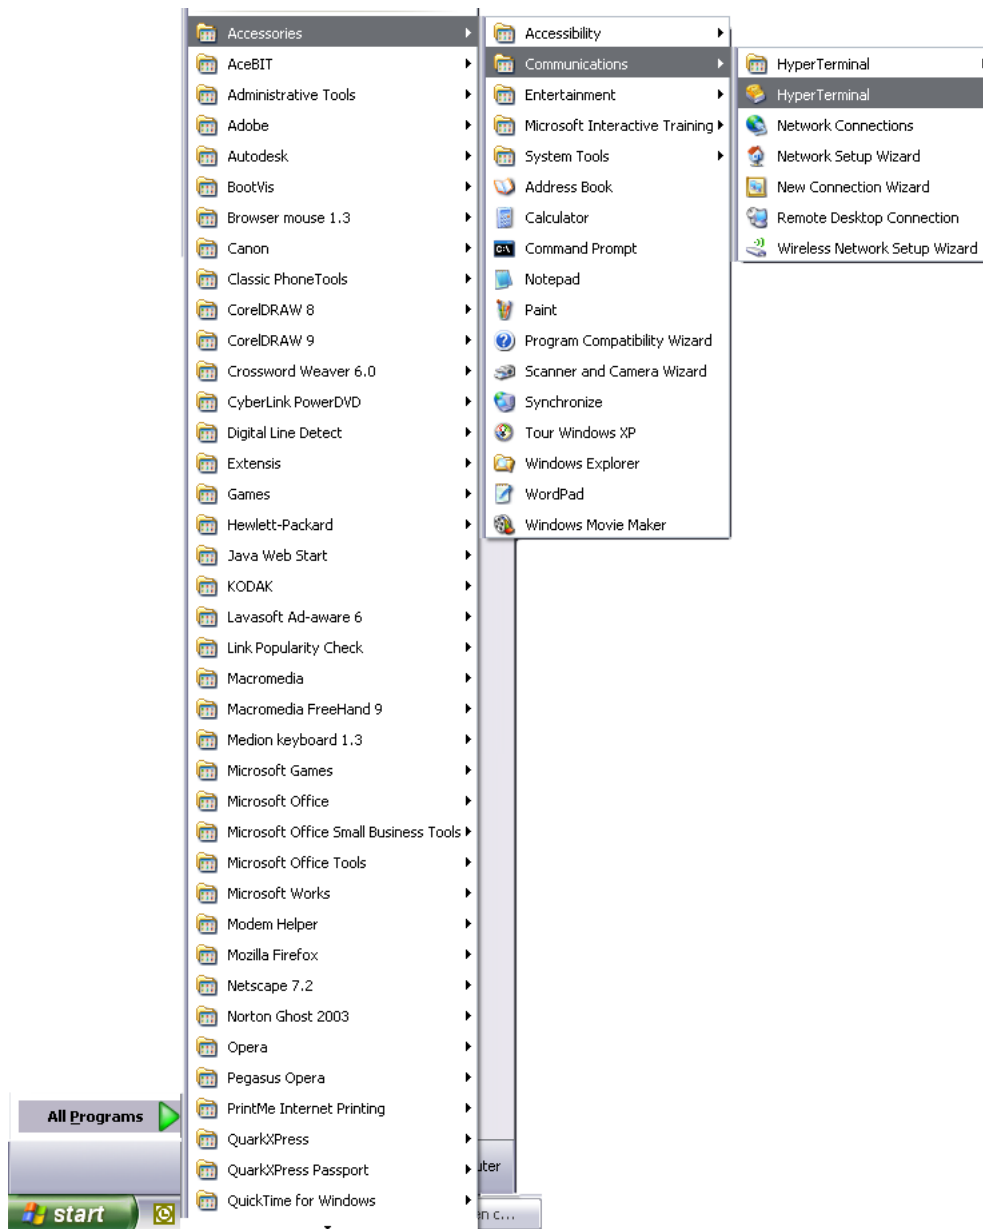 Accessories
AceBIT
Administrative Tools
Adobe
Autodesk
BootVis
Browser mouse 1.3
Canon
Classic PhoneTools
CorelDRAW 8
CorelDRAW 9
Crossword Weaver 6.0
CyberLink PowerDVD
Digital Line Detect
Extensis
Games
Hewlett-Packard
Java Web Start
KODAK
Lavasoft Ad-aware 6
Link Popularity Check
Macromedia
Macromedia FreeHand 9
Medion keyboard 1.3
Microsoft Games
Microsoft Office
Microsoft Office Small Business Tools
Microsoft Office Tools
Microsoft Works
Modem Helper
Mozilla Firefox
Netscape 7.2
Norton Ghost 2003
Opera
Pegasus Opera
PrintMe Internet Printing
QuarkXPress
QuarkXPress Passport
QuickTime for Windows
Accessibility
Communications
Entertainment
Microsoft Interactive Training
System Tools
Address Book
Calculator
Command Prompt
Notepad
Paint
Program Compatibility Wizard
Scanner and Camera Wizard
Synchronize
Tour Windows XP
Windows Explorer
WordPad
Windows Movie Maker
HyperTerminal
HyperTerminal
Network Connections
Network Setup Wizard
New Connection Wizard
Remote Desktop Connection
Wireless Network Setup Wizard
All Programs
start